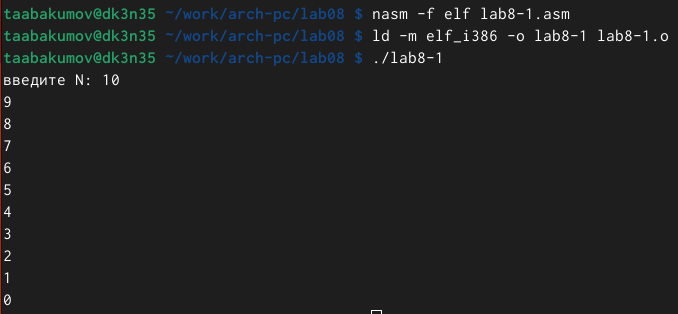 taabakumov@dk3n35 ~/work/arch-pc/lab08 $ nasm -f elf lab8-1.asm
taabakumov@dk3n35 ~/work/arch-pc/lab08 $ ld -m elf_i386 -o lab8-1 lab8-1.o
taabakumov@dk3n35 ~/work/arch-pc/lab08 $ ./lab8-1
введите N: 10
9
8
7
6
5
4
3
2
1
0